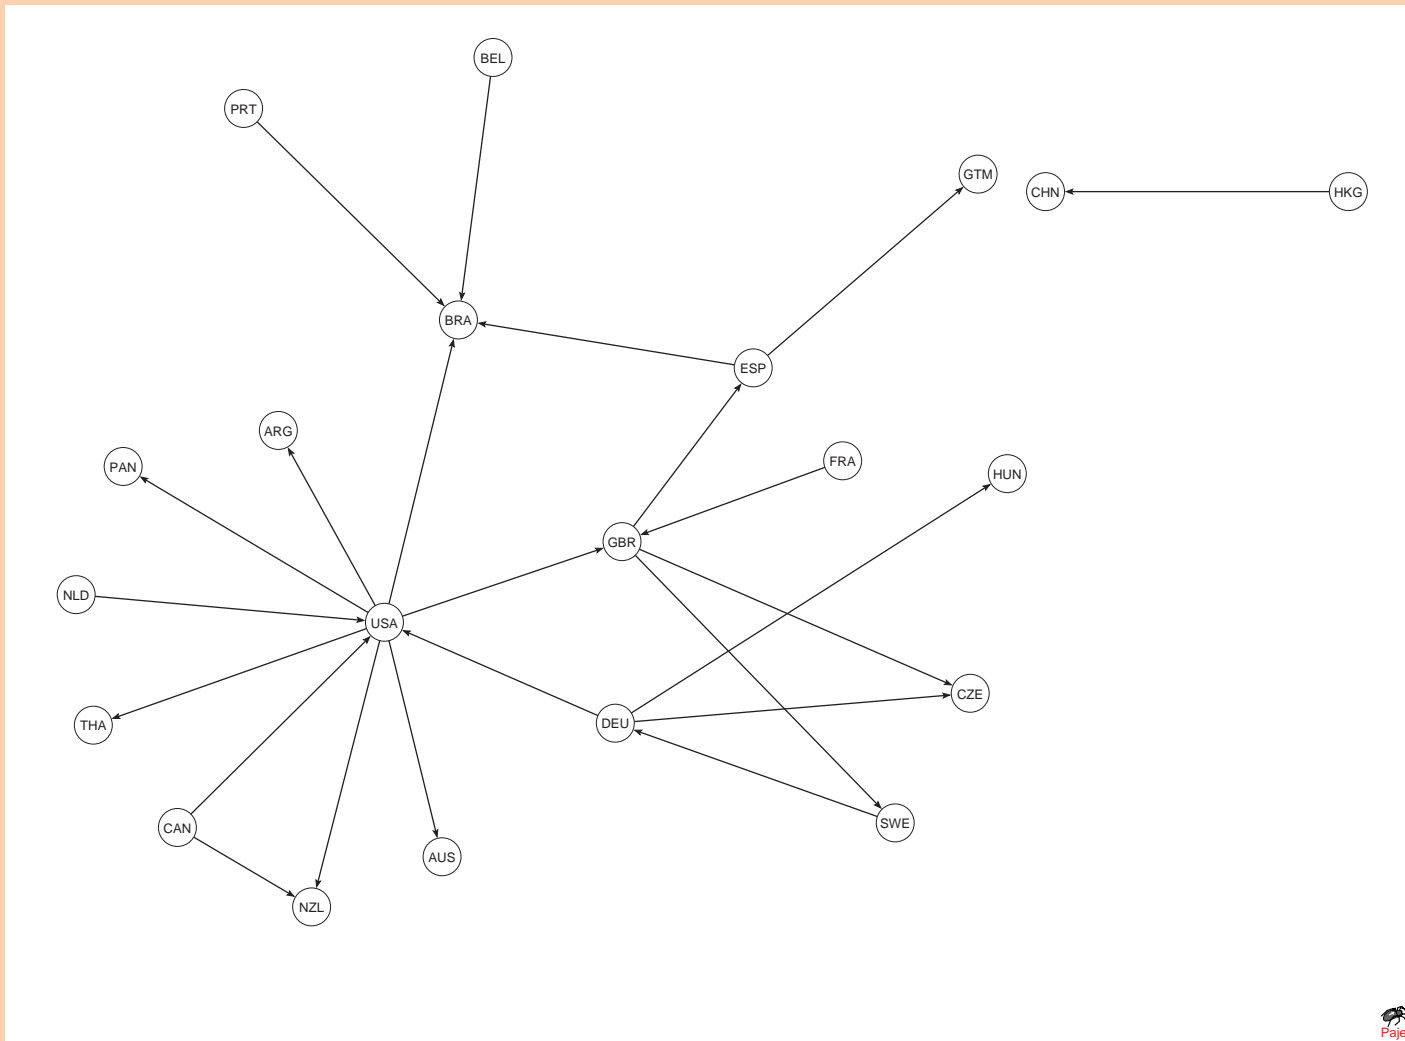 BEL
PRT
GTM
CHN
HKG
BRA
ESP
ARG
FRA
PAN
HUN
GBR
NLD
USA
CZE
DEU
THA
SWE
CAN
AUS
NZL
Paje